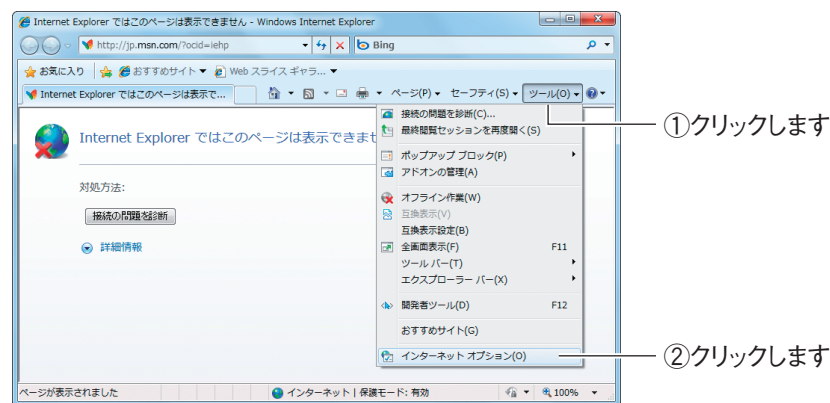 Internet Explorer ではこのページは表示できません - Windows Internet Explorer
http://jp.msn.com/?ocid=iehp
Bing
お気に入り おすすめサイト ▼ Web スライス ギャラ... ▼
Internet Explorer ではこのページは表示で... ページ(P) セーフティ(S) ツール(O)
Internet Explorer ではこのページは表示できませ
対処方法:
接続の問題を診断
詳細情報
接続の問題を診断(C)...
最終閲覧セッションを再度開く(S)
ポップアップ ブロック(P)
アドオンの管理(A)
オフライン作業(W)
互換表示(V)
互換表示設定(B)
全画面表示(F) F11
ツール バー(T)
エクスプローラー バー(X)
開発者ツール(D) F12
おすすめサイト(G)
インターネット オプション(O)
①クリックします
②クリックします
ページが表示されました インターネット | 保護モード: 有効 100%